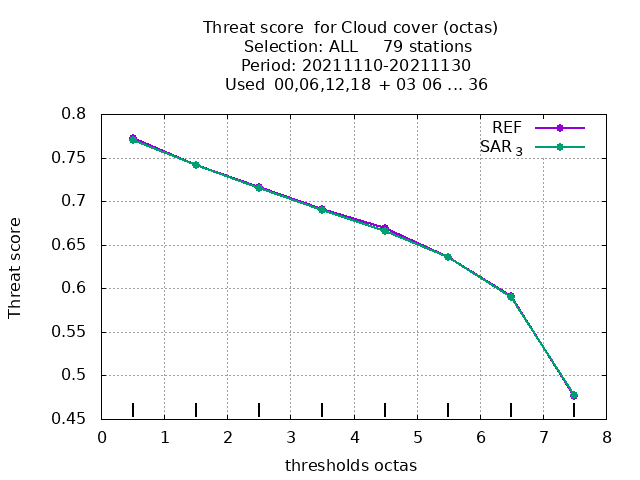 Threat score  for Cloud cover (octas)
Selection: ALL     79 stations
Period: 20211110-20211130
Used  00,06,12,18  + 03 06 ... 36
REF
SAR 3
0.8
0.75
0.7
0.65
0.6
0.55
0.5
0.45
Threat score
0 1 2 3 4 5 6 7 8
thresholds octas